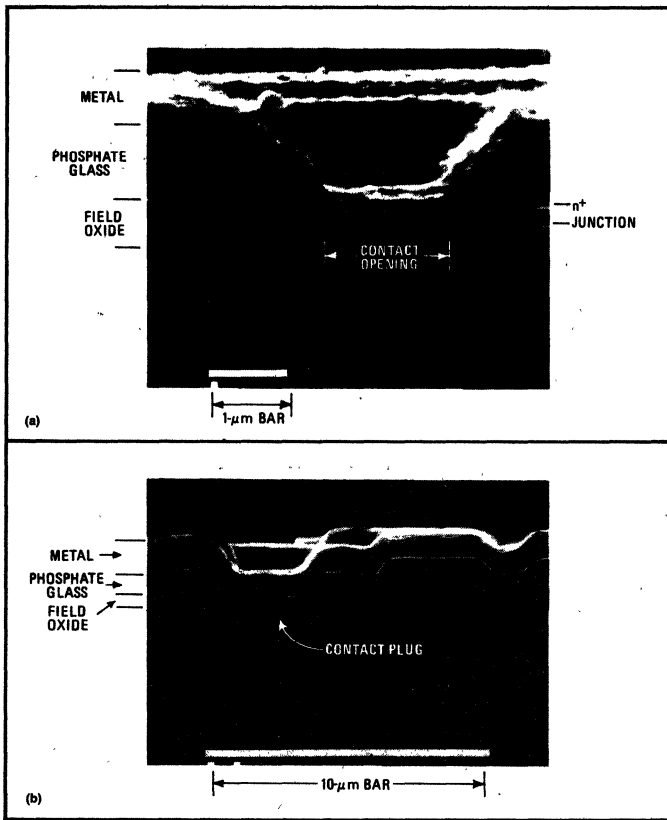 METAL
PHOSPHATE
GLASS
FIELD
OXIDE
n+
JUNCTION
CONTACT
OPENING
1-μm BAR
(a)
METAL
PHOSPHATE
GLASS
FIELD
OXIDE
CONTACT PLUG
10-μm BAR
(b)